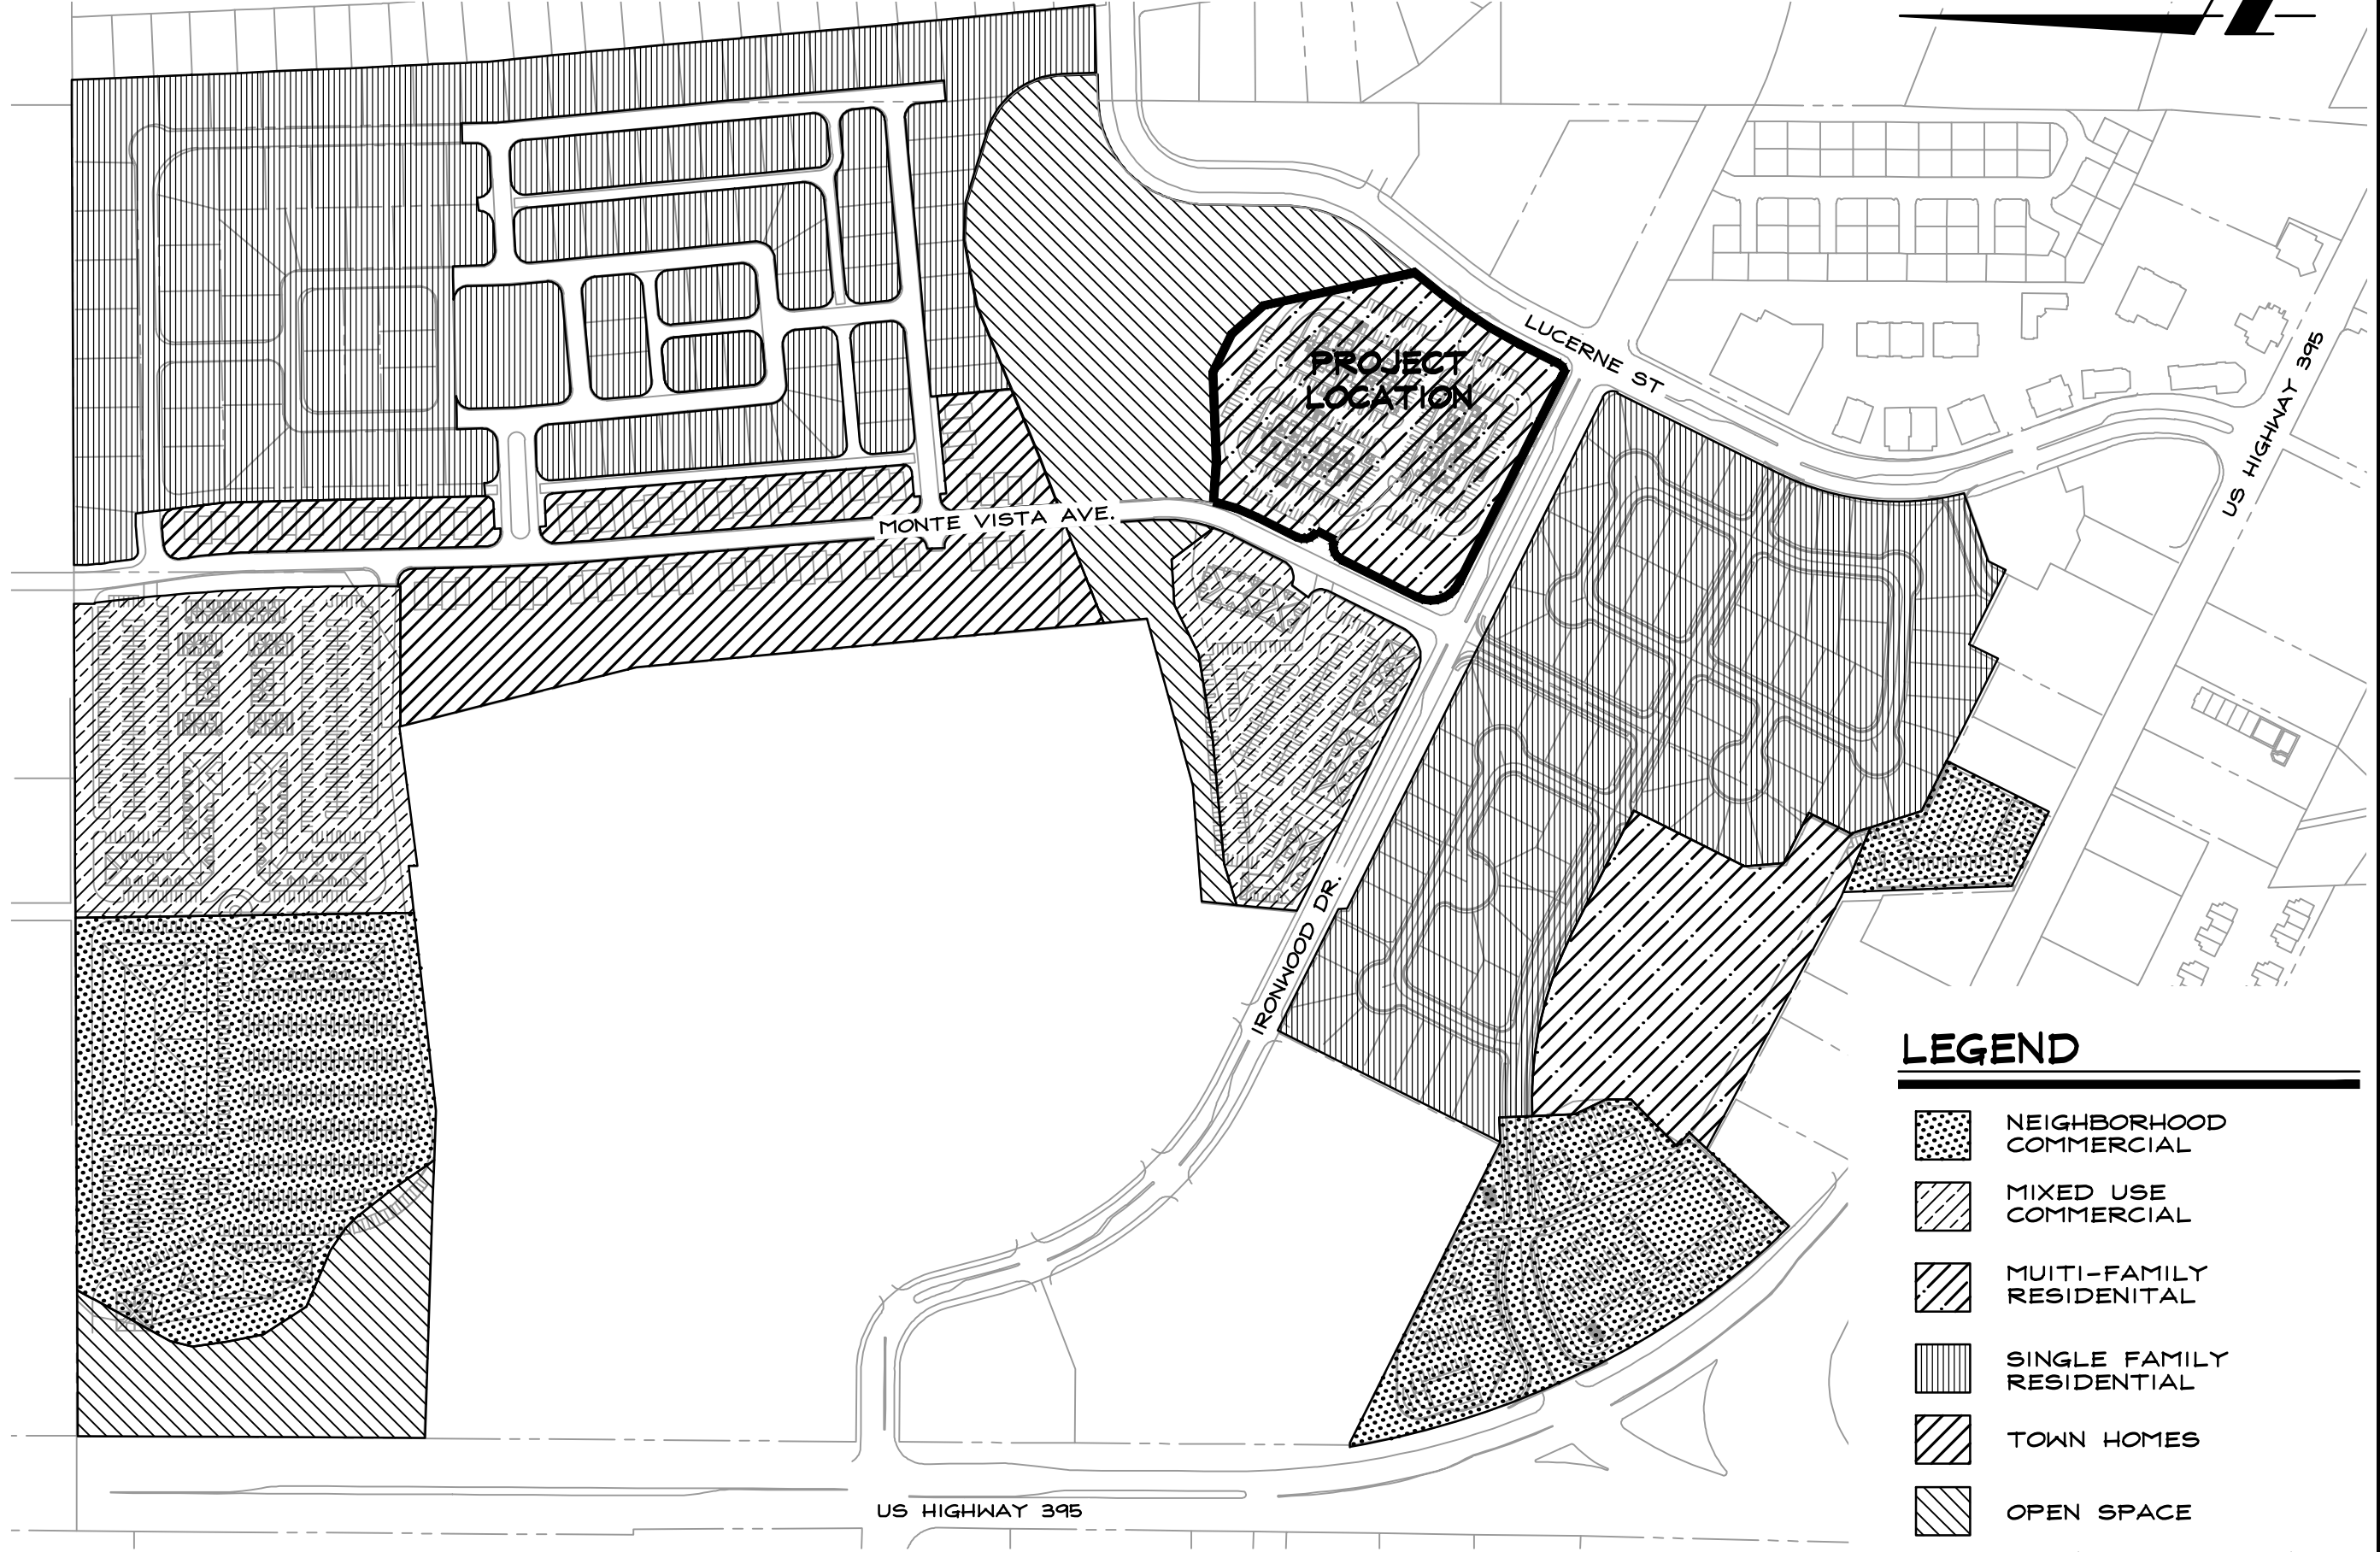 PROJECT
LOCATION
LUCERNE ST
US HIGHWAY 395
MONTE VISTA AVE.
IRONWOOD DR.
US HIGHWAY 395
LEGEND
NEIGHBORHOOD
COMMERCIAL
MIXED USE
COMMERCIAL
MUITI-FAMILY
RESIDENITAL
SINGLE FAMILY
RESIDENTIAL
TOWN HOMES
OPEN SPACE